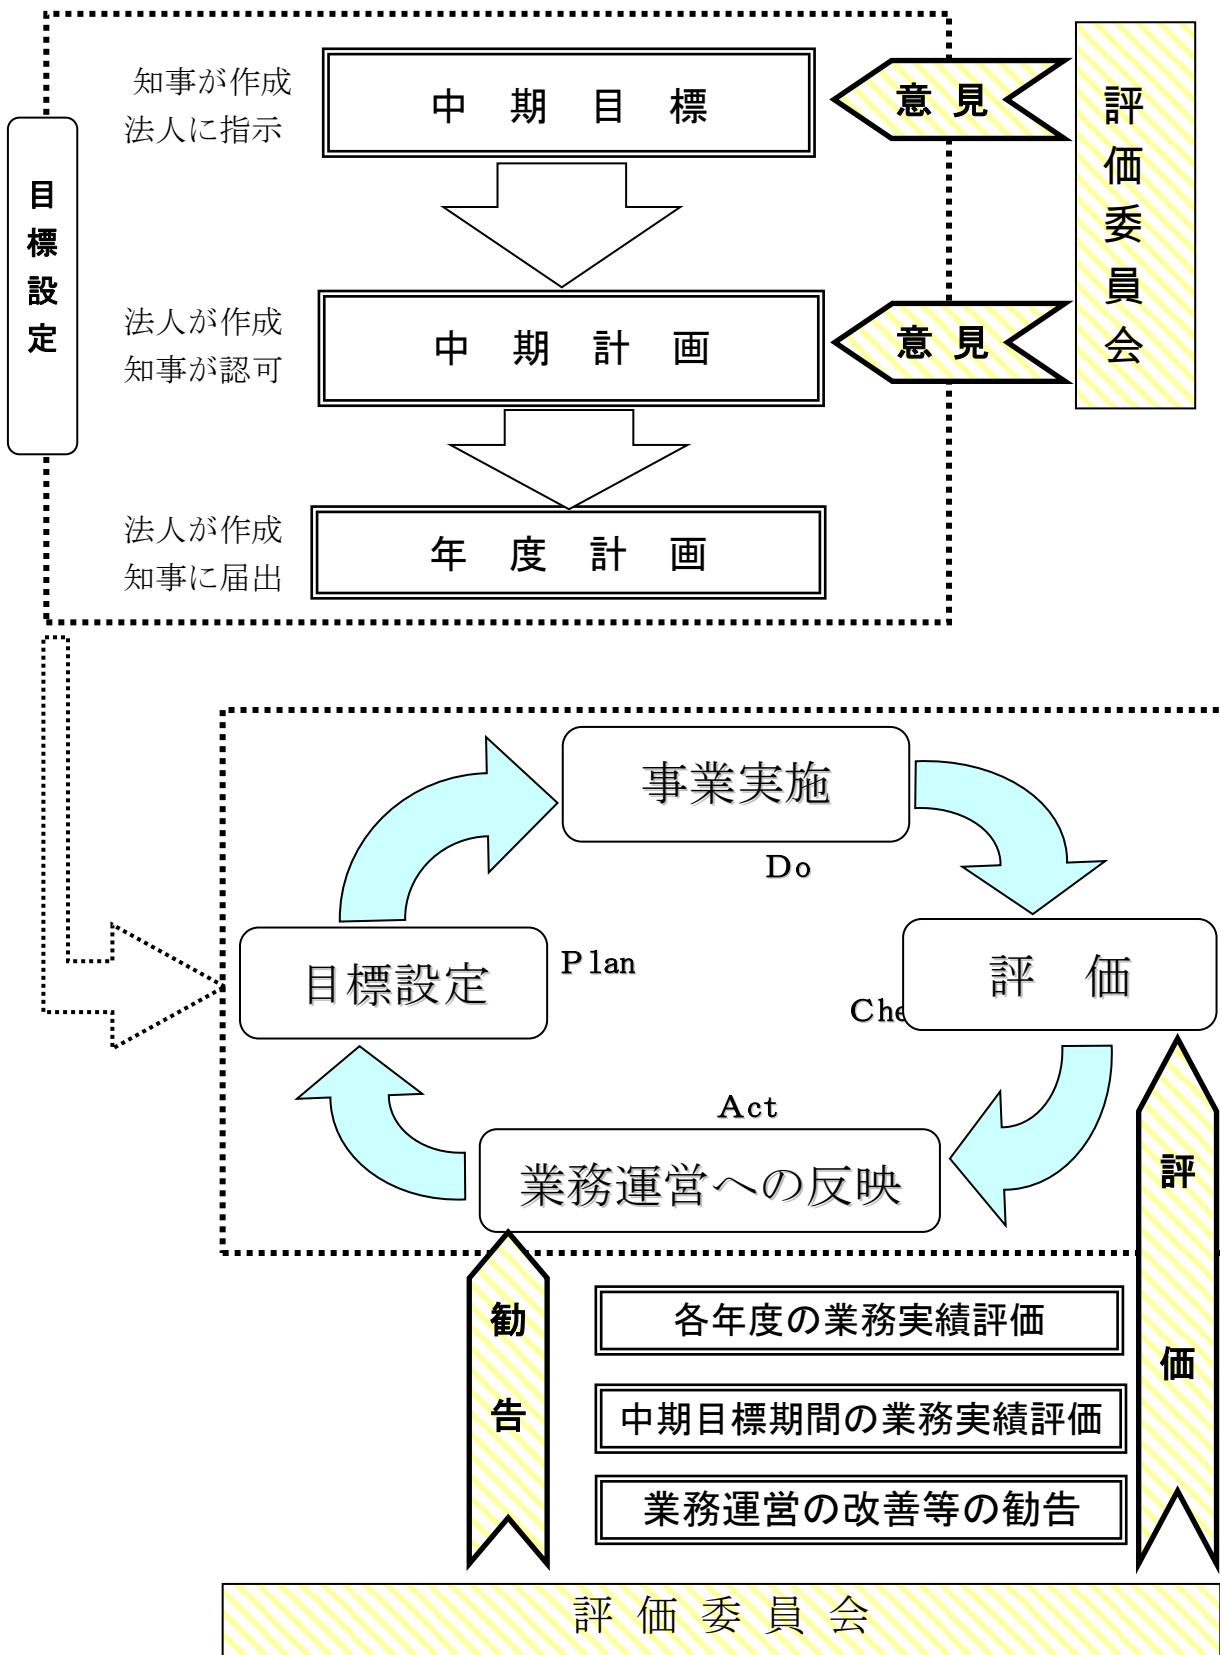 知事が作成
法人に指示
中期目標
意見
評価委員会
目標設定
法人が作成
知事が認可
中期計画
意見
法人が作成
知事に届出
年度計画
事業実施
Do
目標設定
Plan
評価
Che
Act
業務運営への反映
勧告
評価
各年度の業務実績評価
中期目標期間の業務実績評価
業務運営の改善等の勧告
評価委員会